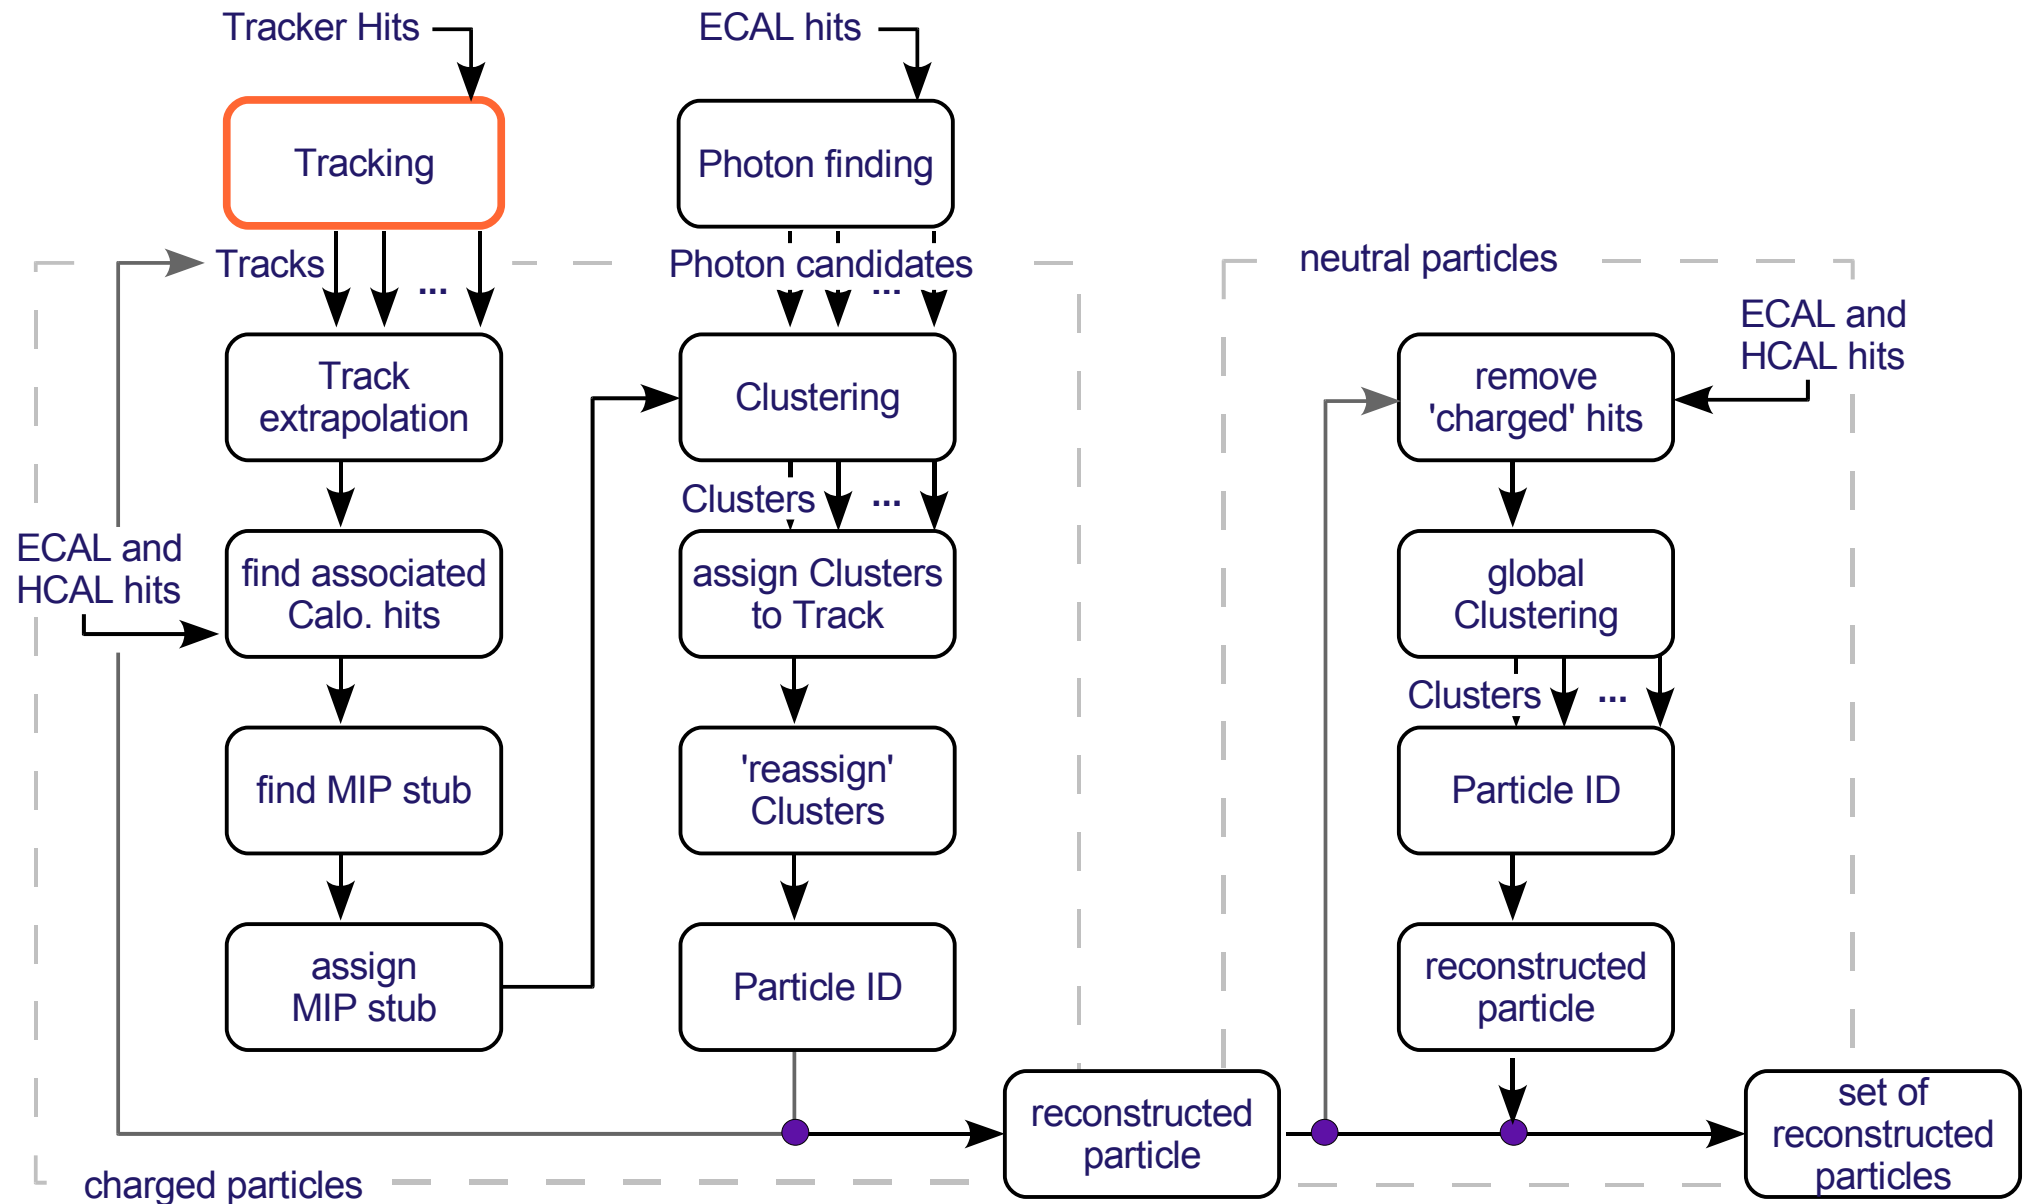 Tracker Hits
ECAL hits
Tracking
Photon finding
Tracks
...
Photon candidates
...
neutral particles
ECAL and
HCAL hits
Track
extrapolation
Clustering
remove
'charged' hits
Clusters
...
ECAL and
HCAL hits
find associated
Calo. hits
assign Clusters
to Track
global
Clustering
Clusters
...
find MIP stub
'reassign'
Clusters
Particle ID
assign
MIP stub
Particle ID
reconstructed
particle
reconstructed
particle
set of
reconstructed
particles
charged particles